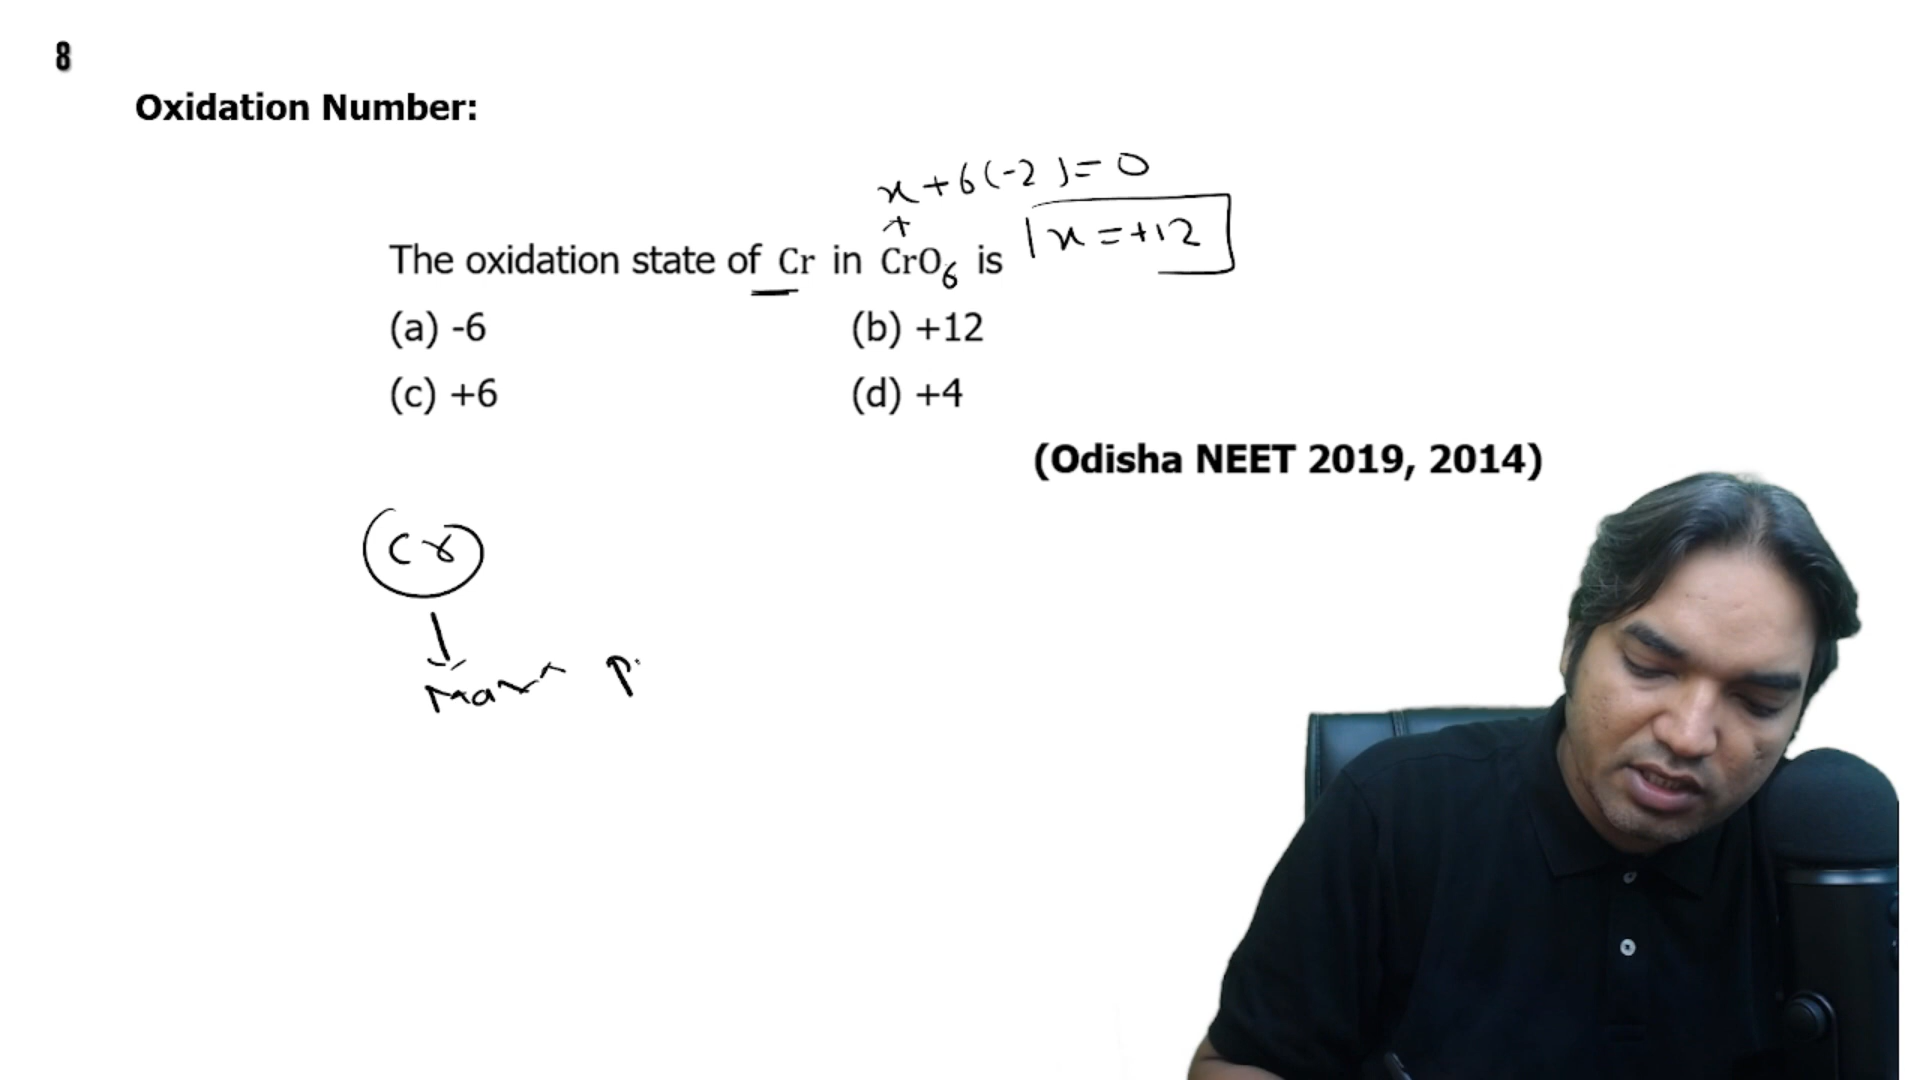 8
Oxidation Number:
x+6(-2)=0
x
The oxidation state of Cr in CrO₆ is
x=+12
(a) -6 (b) +12
(c) +6 (d) +4
(Odisha NEET 2019, 2014)
Cr
Maxm p